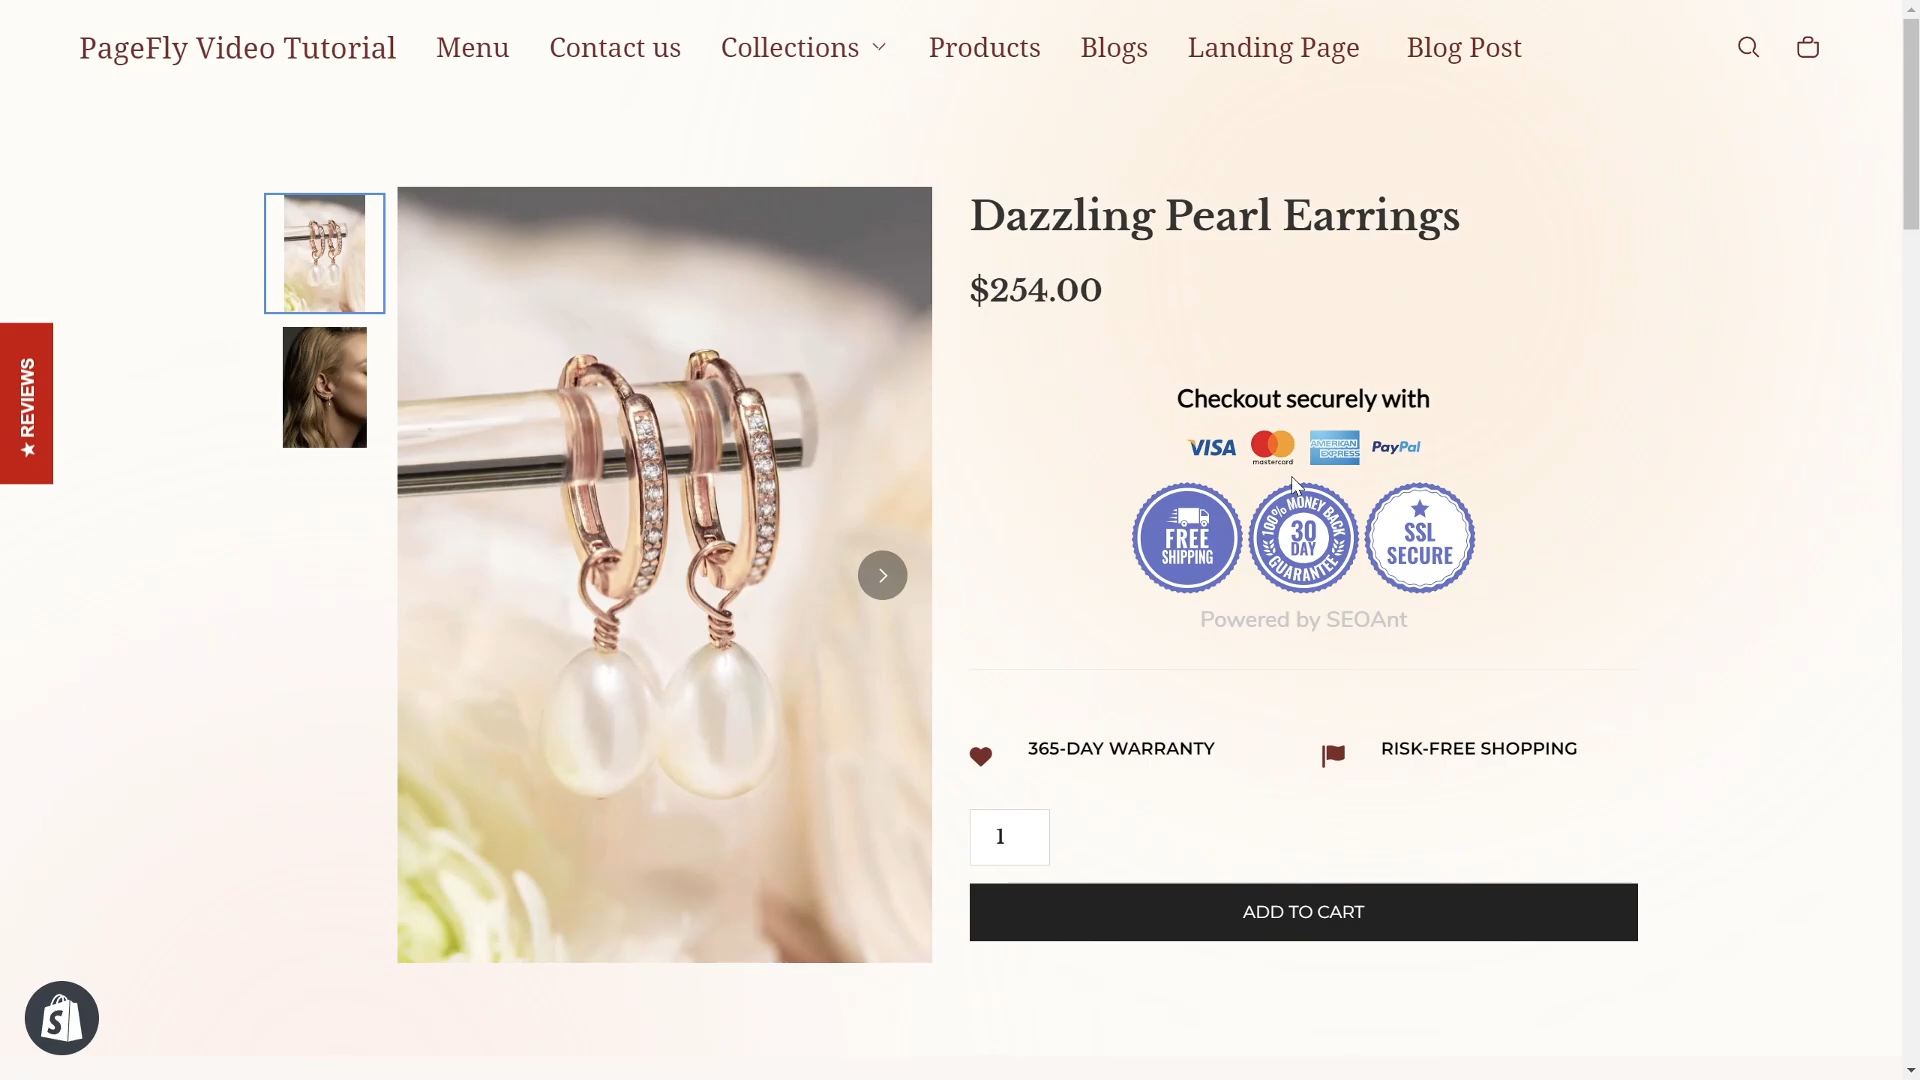 PageFly Video Tutorial Menu Contact us Collections Products Blogs Landing Page Blog Post
Dazzling Pearl Earrings
$254.00
★ REVIEWS
Checkout securely with
VISA mastercard AMERICAN EXPRESS PayPal
FREE SHIPPING
100% MONEY BACK 30 DAY GUARANTEE
SSL SECURE
Powered by SEOAnt
365-DAY WARRANTY RISK-FREE SHOPPING
1
ADD TO CART